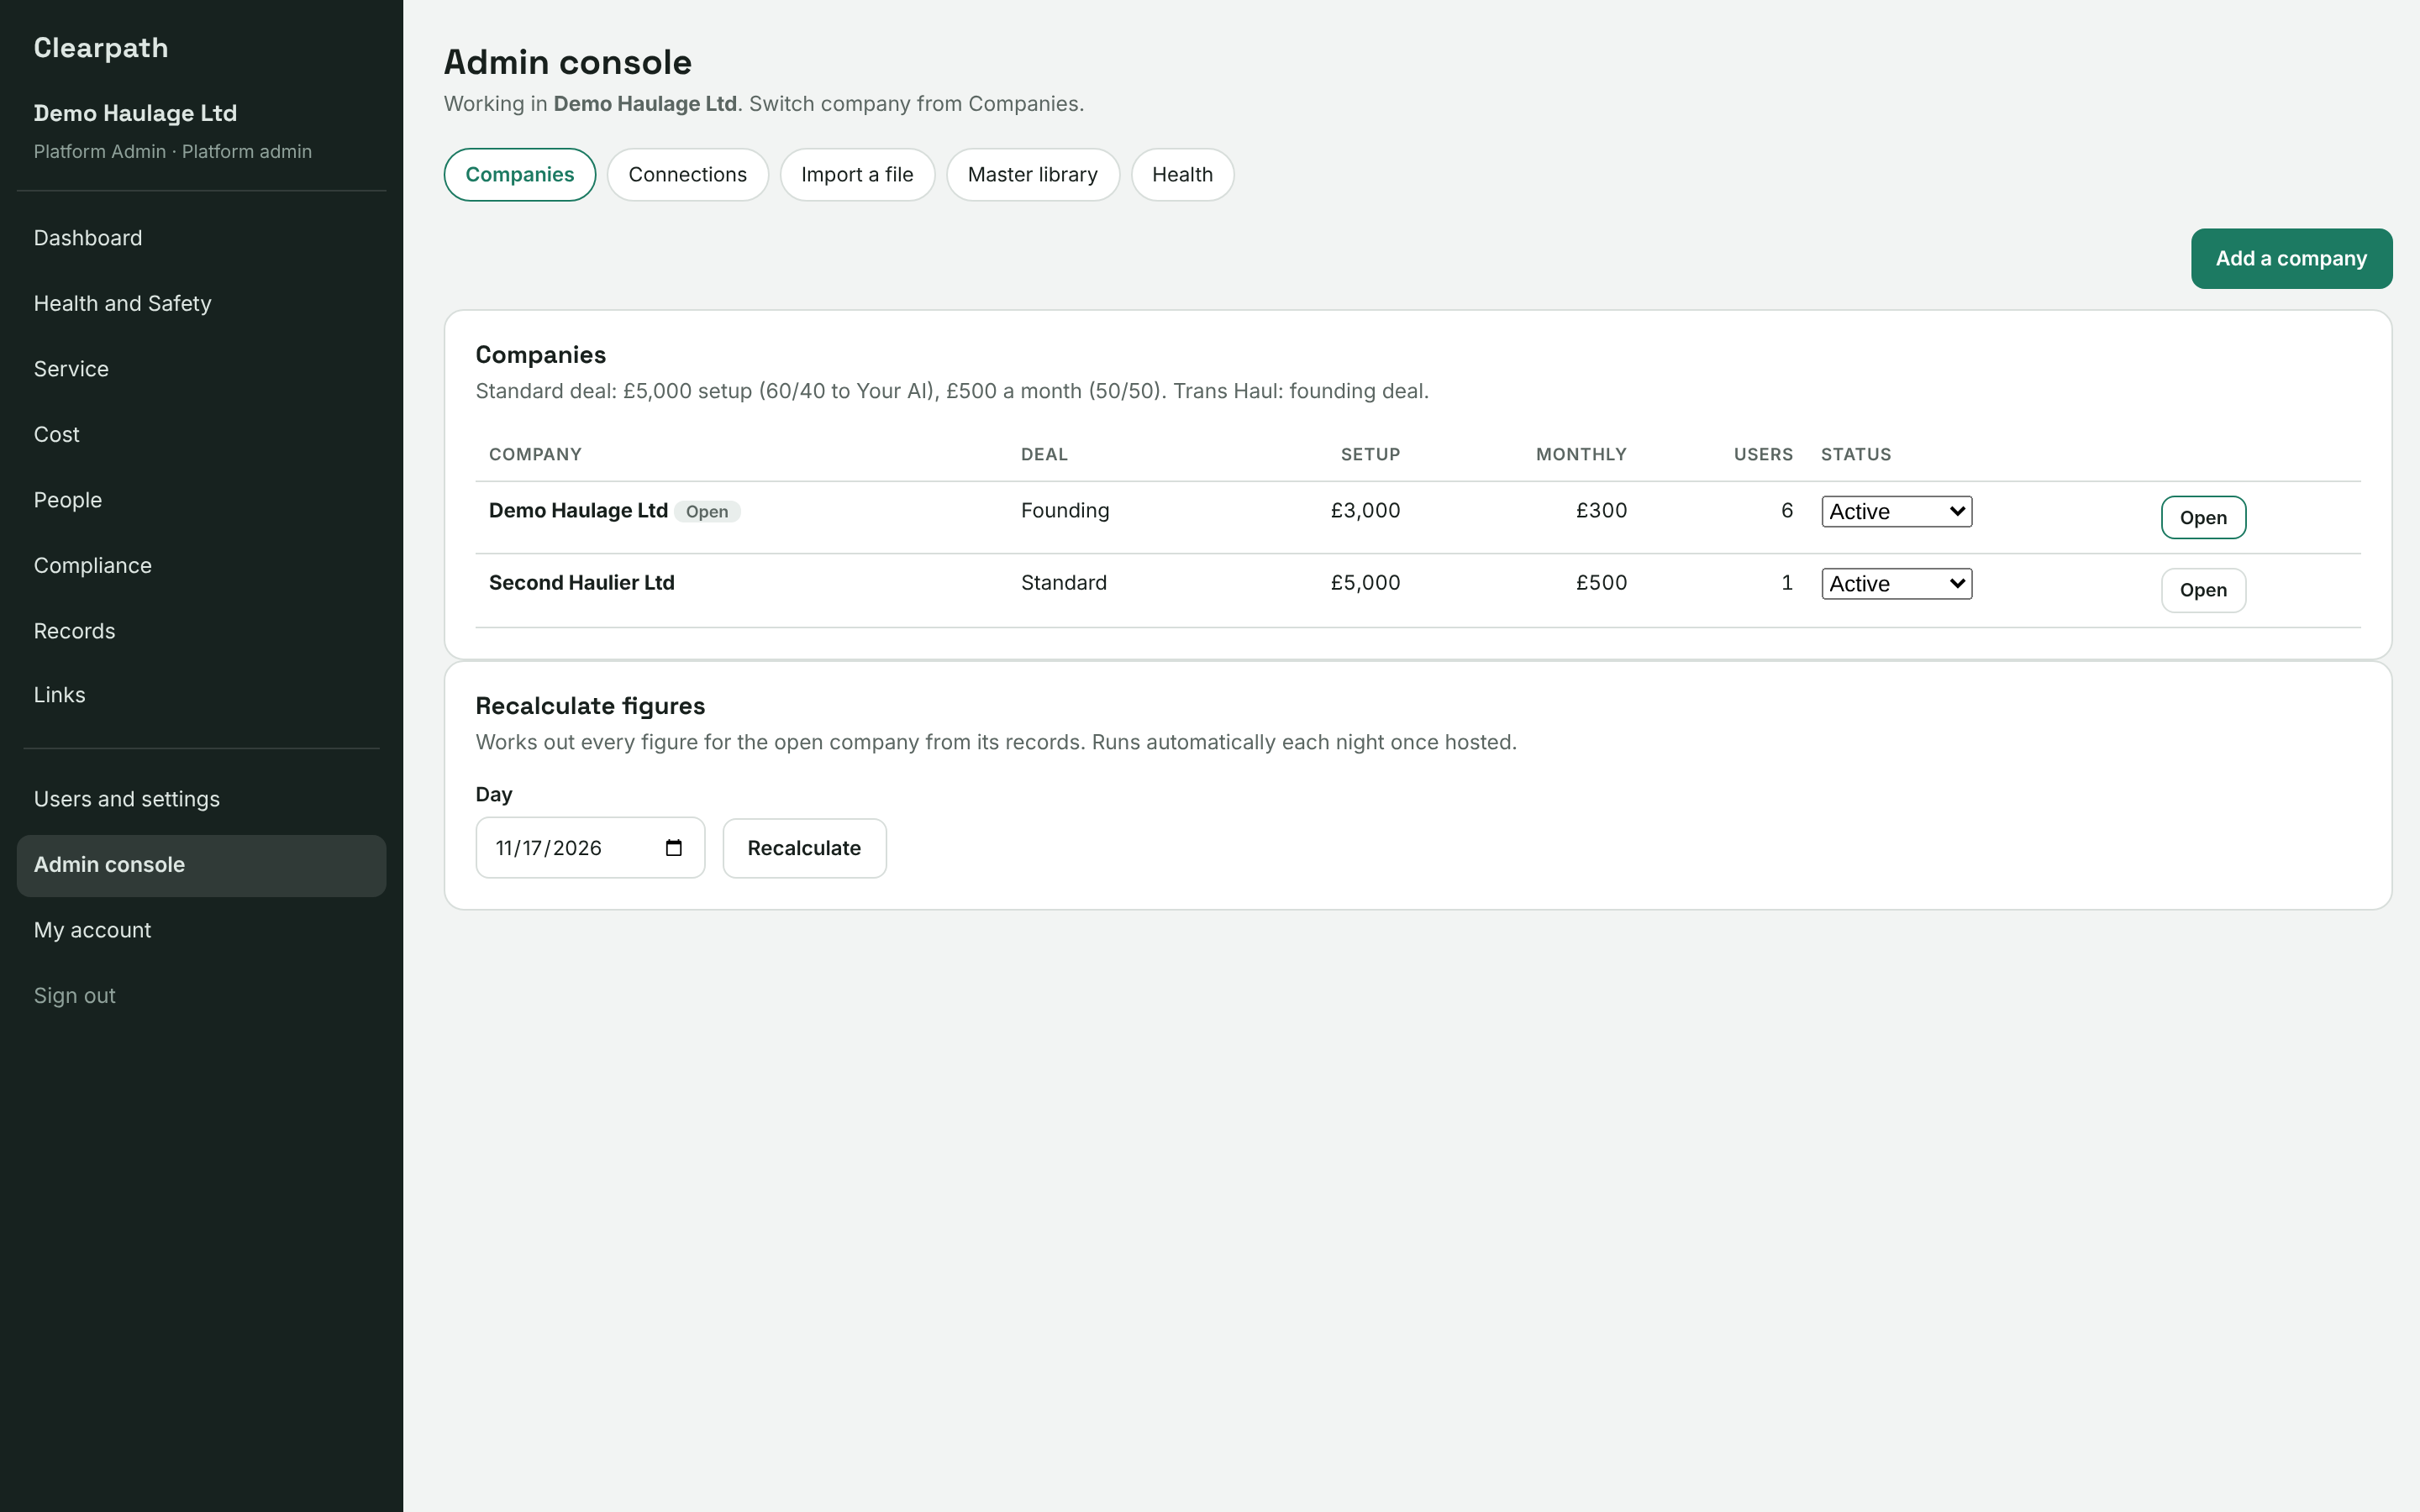 Clearpath
Demo Haulage Ltd
Platform Admin · Platform admin
Dashboard
Health and Safety
Service
Cost
People
Compliance
Records
Links
Users and settings
Admin console
My account
Sign out
Admin console
Working in Demo Haulage Ltd. Switch company from Companies.
Companies Connections Import a file Master library Health
Add a company
Companies
Standard deal: £5,000 setup (60/40 to Your AI), £500 a month (50/50). Trans Haul: founding deal.
COMPANY DEAL SETUP MONTHLY USERS STATUS
Demo Haulage Ltd Open Founding £3,000 £300 6 Active Open
Second Haulier Ltd Standard £5,000 £500 1 Active Open
Recalculate figures
Works out every figure for the open company from its records. Runs automatically each night once hosted.
Day
11/17/2026 Recalculate